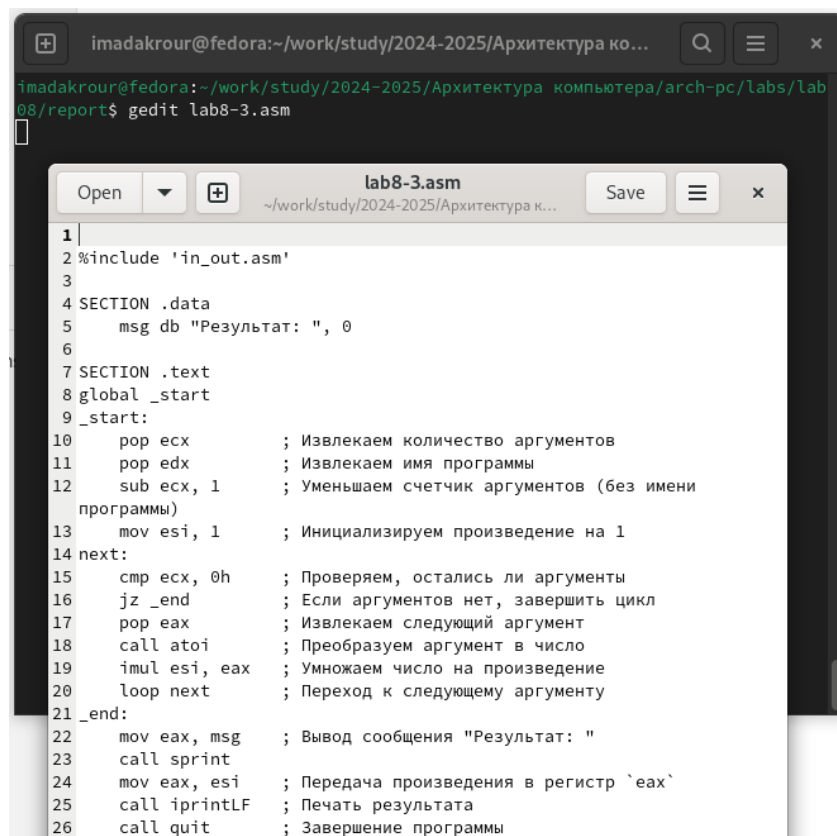 imadakrour@fedora:~/work/study/2024-2025/Архитектура ко...
imadakrour@fedora:~/work/study/2024-2025/Архитектура компьютера/arch-pc/labs/lab
08/report$ gedit lab8-3.asm
Open
lab8-3.asm
~/work/study/2024-2025/Архитектура к...
Save
1
2 %include 'in_out.asm'
3
4 SECTION .data
5     msg db "Результат: ", 0
6
7 SECTION .text
8 global _start
9 _start:
10     pop ecx         ; Извлекаем количество аргументов
11     pop edx         ; Извлекаем имя программы
12     sub ecx, 1      ; Уменьшаем счетчик аргументов (без имени
программы)
13     mov esi, 1      ; Инициализируем произведение на 1
14 next:
15     cmp ecx, 0h     ; Проверяем, остались ли аргументы
16     jz _end         ; Если аргументов нет, завершить цикл
17     pop eax         ; Извлекаем следующий аргумент
18     call atoi       ; Преобразуем аргумент в число
19     imul esi, eax   ; Умножаем число на произведение
20     loop next       ; Переход к следующему аргументу
21 _end:
22     mov eax, msg    ; Вывод сообщения "Результат: "
23     call sprint
24     mov eax, esi    ; Передача произведения в регистр `eax`
25     call iprintLF   ; Печать результата
26     call quit       ; Завершение программы